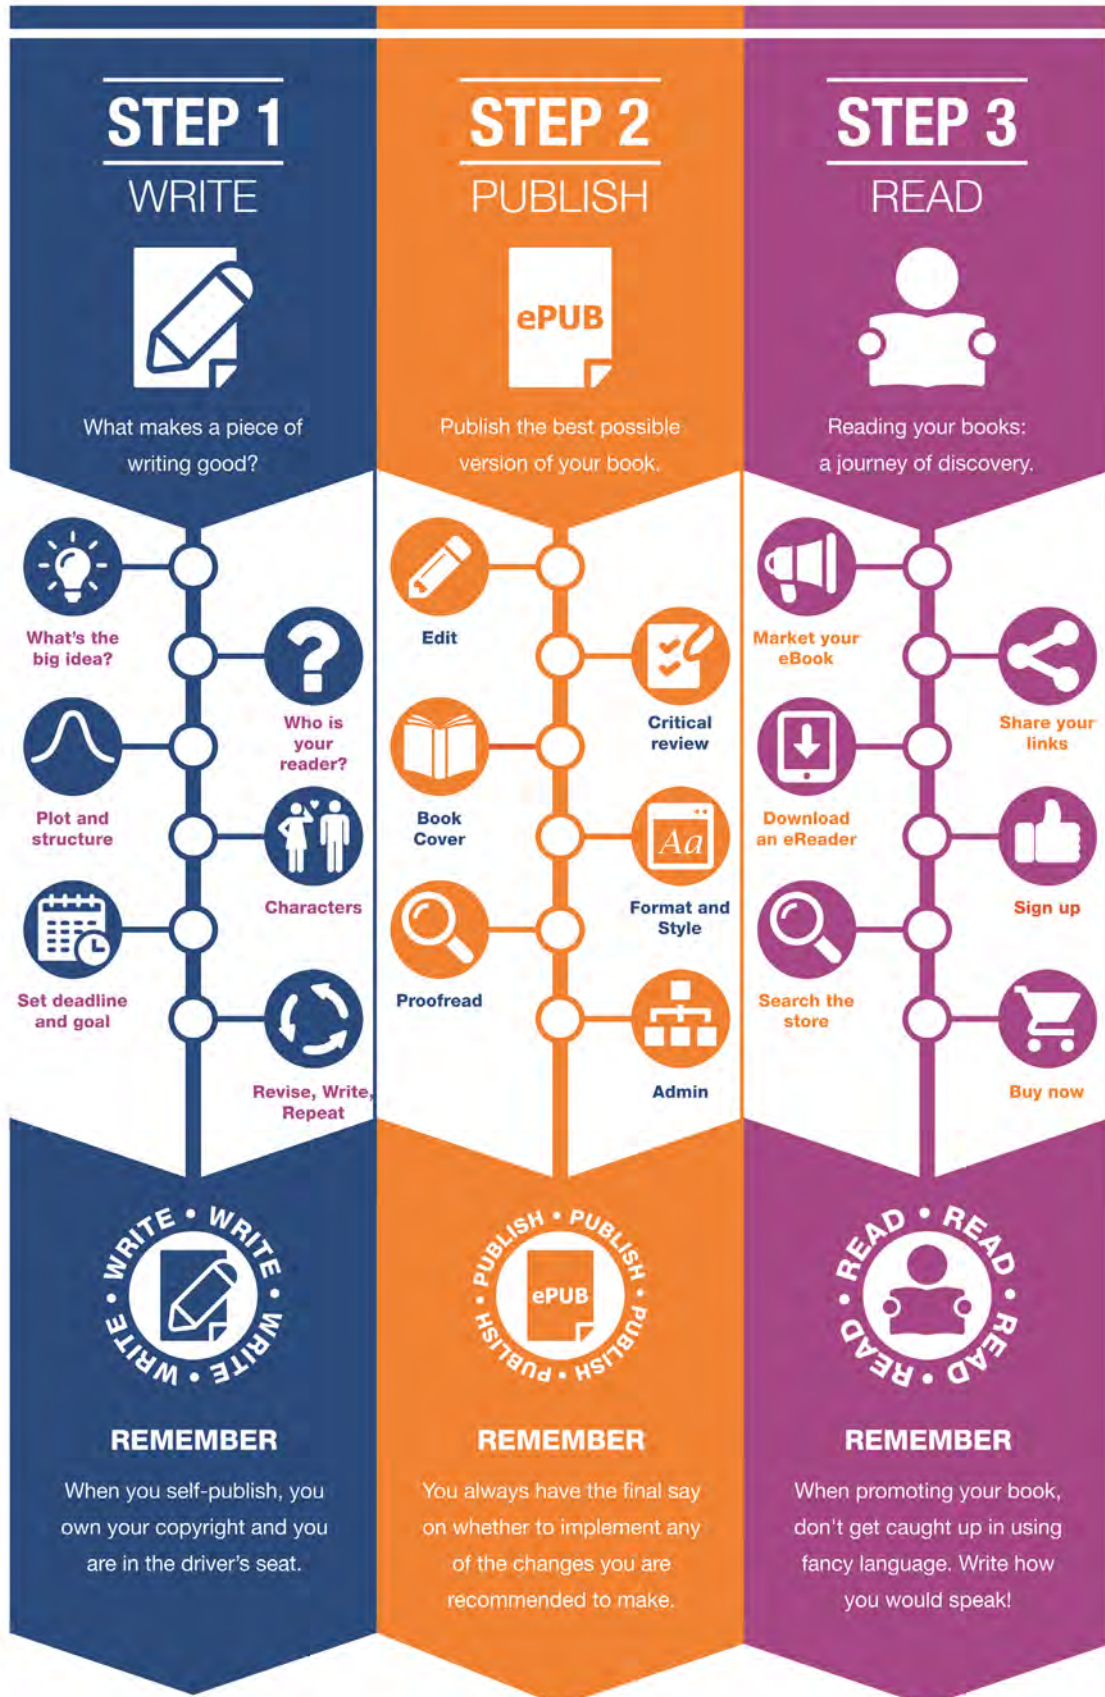 STEP 1
WRITE
What makes a piece of
writing good?
What's the
big idea?
Who is
your
reader?
Plot and
structure
Characters
Set deadline
and goal
Revise, Write,
Repeat
WRITE • WRITE • WRITE • WRITE • WRITE •
REMEMBER
When you self-publish, you
own your copyright and you
are in the driver's seat.
STEP 2
PUBLISH
ePUB
Publish the best possible
version of your book.
Edit
Critical
review
Book
Cover
Aa
Format and
Style
Proofread
Admin
PUBLISH • PUBLISH • PUBLISH • PUBLISH • PUBLISH •
ePUB
REMEMBER
You always have the final say
on whether to implement any
of the changes you are
recommended to make.
STEP 3
READ
Reading your books:
a journey of discovery.
Market your
eBook
Share your
links
Download
an eReader
Sign up
Search the
store
Buy now
READ • READ • READ • READ • READ •
REMEMBER
When promoting your book,
don't get caught up in using
fancy language. Write how
you would speak!